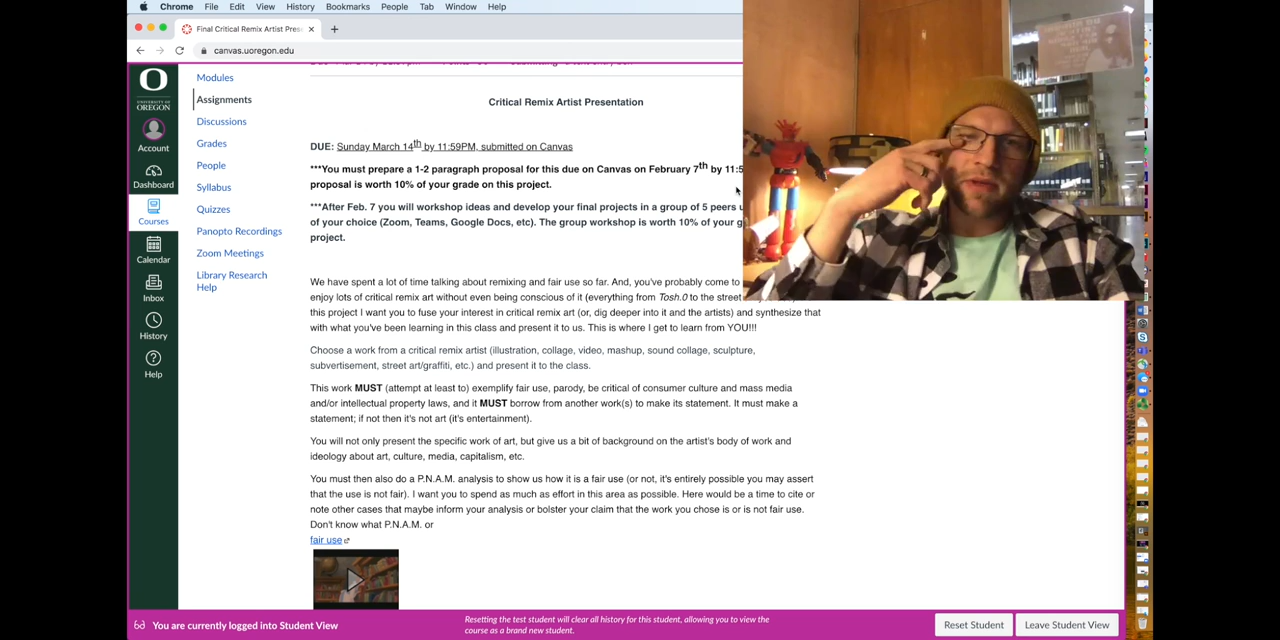 Chrome File Edit View History Bookmarks People Tab Window Help
Final Critical Remix Artist Prese
canvas.uoregon.edu
UNIVERSITY OF OREGON
Account
Dashboard
Courses
Calendar
Inbox
History
Help
Modules
Assignments
Discussions
Grades
People
Syllabus
Quizzes
Panopto Recordings
Zoom Meetings
Library Research
Help
Critical Remix Artist Presentation
DUE: Sunday March 14th by 11:59PM, submitted on Canvas
***You must prepare a 1-2 paragraph proposal for this due on Canvas on February 7th by 11:5
proposal is worth 10% of your grade on this project.
***After Feb. 7 you will workshop ideas and develop your final projects in a group of 5 peers u
of your choice (Zoom, Teams, Google Docs, etc). The group workshop is worth 10% of your g
project.
We have spent a lot of time talking about remixing and fair use so far. And, you've probably come to
enjoy lots of critical remix art without even being conscious of it (everything from Tosh.0 to the street
this project I want you to fuse your interest in critical remix art (or, dig deeper into it and the artists) and synthesize that
with what you've been learning in this class and present it to us. This is where I get to learn from YOU!!!
Choose a work from a critical remix artist (illustration, collage, video, mashup, sound collage, sculpture,
subvertisement, street art/graffiti, etc.) and present it to the class.
This work MUST (attempt at least to) exemplify fair use, parody, be critical of consumer culture and mass media
and/or intellectual property laws, and it MUST borrow from another work(s) to make its statement. It must make a
statement; if not then it's not art (it's entertainment).
You will not only present the specific work of art, but give us a bit of background on the artist's body of work and
ideology about art, culture, media, capitalism, etc.
You must then also do a P.N.A.M. analysis to show us how it is a fair use (or not, it's entirely possible you may assert
that the use is not fair). I want you to spend as much as effort in this area as possible. Here would be a time to cite or
note other cases that maybe inform your analysis or bolster your claim that the work you chose is or is not fair use.
Don't know what P.N.A.M. or
fair use
You are currently logged into Student View
Resetting the test student will clear all history for this student, allowing you to view the
course as a brand new student.
Reset Student
Leave Student View